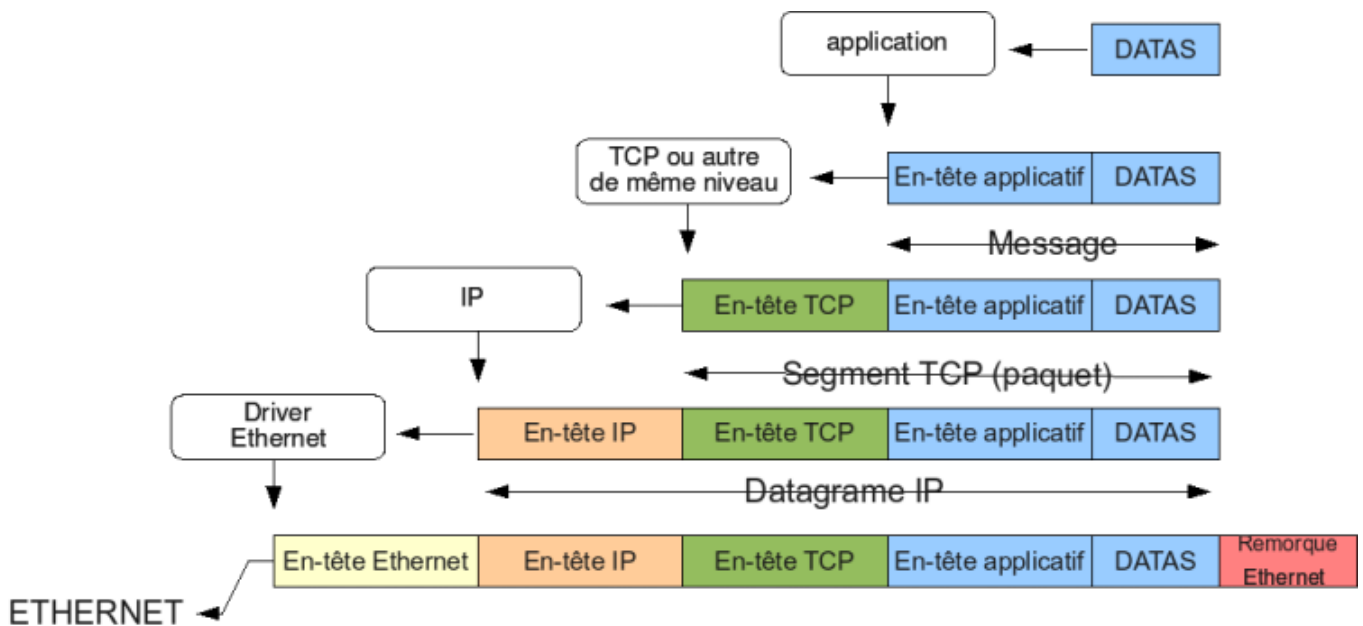 application
DATAS
TCP ou autre
de même niveau
En-tête applicatif
DATAS
Message
IP
En-tête TCP
En-tête applicatif
DATAS
Segment TCP (paquet)
Driver
Ethernet
En-tête IP
En-tête TCP
En-tête applicatif
DATAS
Datagrame IP
En-tête Ethernet
En-tête IP
En-tête TCP
En-tête applicatif
DATAS
Remorque
Ethernet
ETHERNET